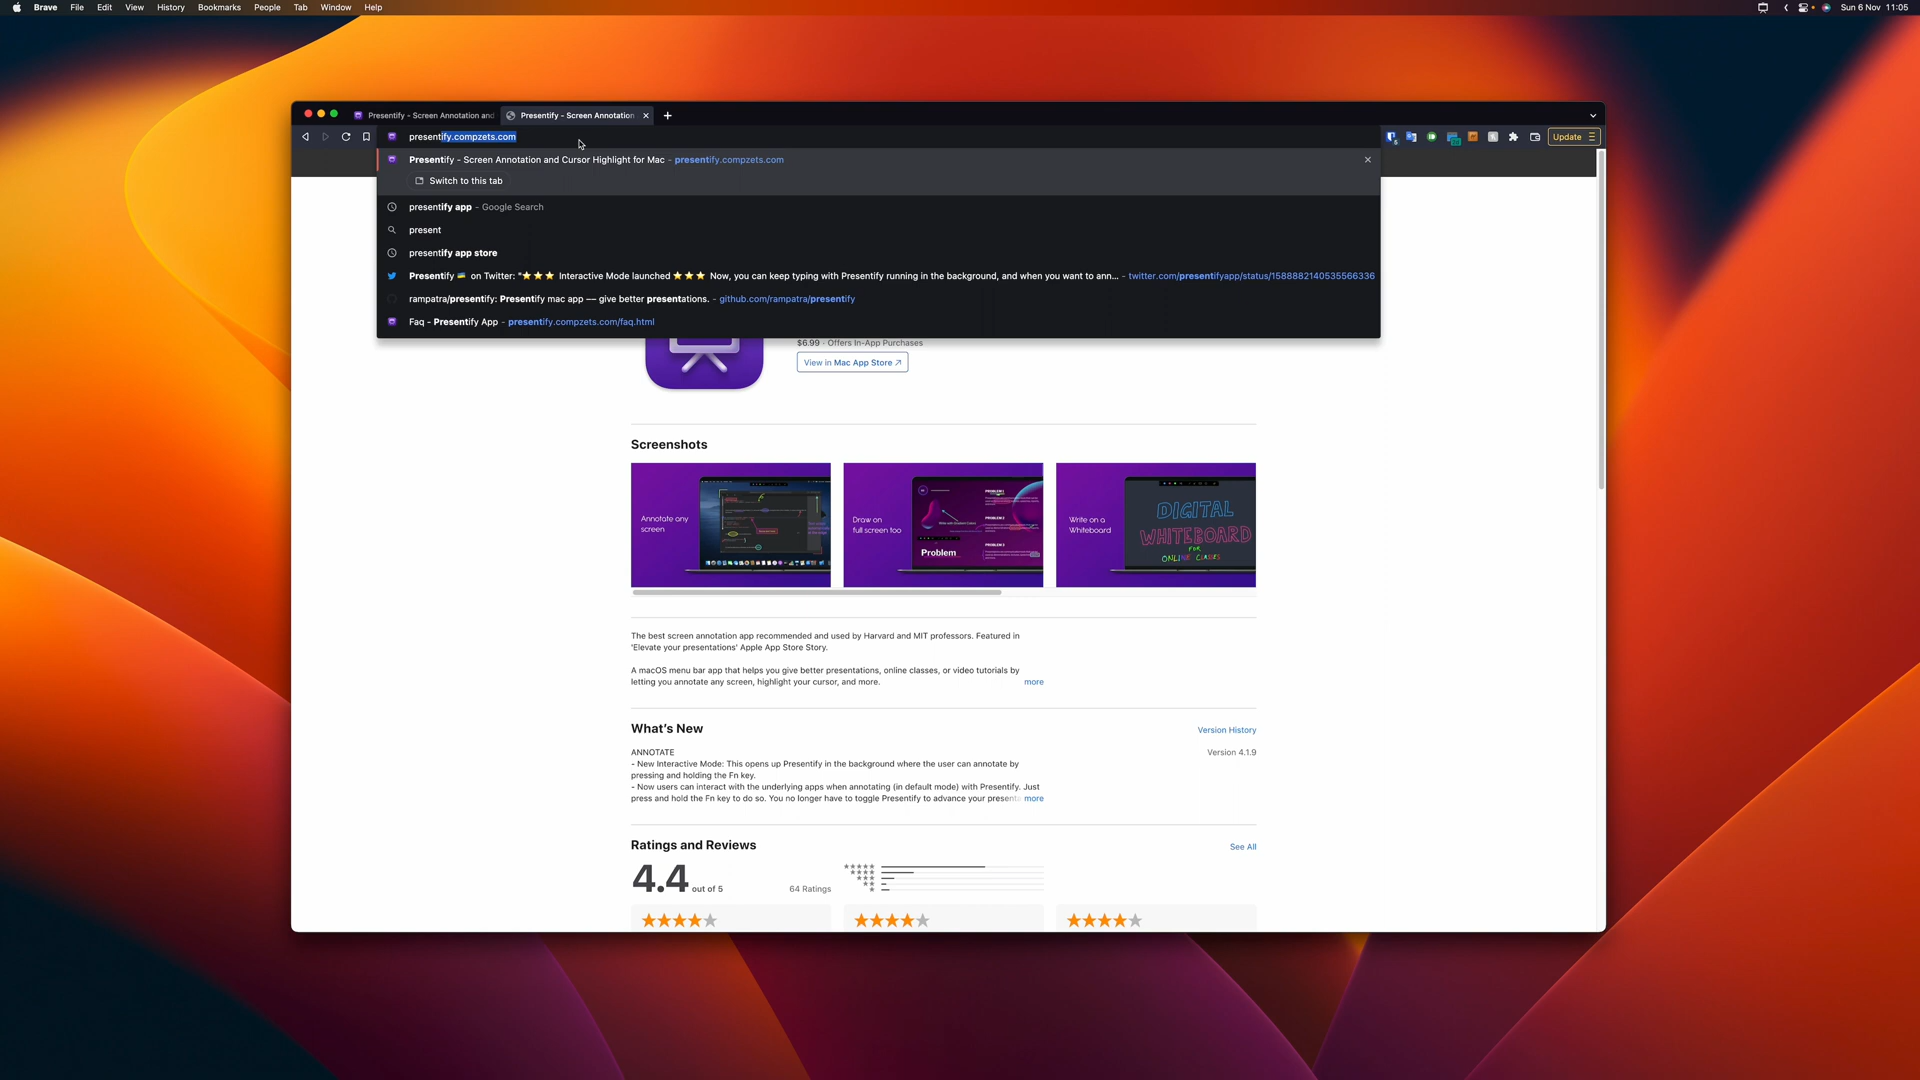 Brave File Edit View History Bookmarks People Tab Window Help
Sun 6 Nov 11:05
Presentify - Screen Annotation and
Presentify - Screen Annotation
presentify.compzets.com
Update
Presentify - Screen Annotation and Cursor Highlight for Mac - presentify.compzets.com
Switch to this tab
presentify app - Google Search
present
presentify app store
Presentify on Twitter: "⭐⭐⭐ Interactive Mode launched ⭐⭐⭐ Now, you can keep typing with Presentify running in the background, and when you want to ann... - twitter.com/presentifyapp/status/1588882140535566336
rampatra/presentify: Presentify mac app — give better presentations. - github.com/rampatra/presentify
Faq - Presentify App - presentify.compzets.com/faq.html
$6.99 · Offers In-App Purchases
View in Mac App Store ↗
Screenshots
Annotate any
screen
Draw on
full screen too
PROBLEM 2
PROBLEM 3
Problem
Write on a
Whiteboard
DIGITAL
WHITEBOARD
FOR
ONLINE CLASSES
The best screen annotation app recommended and used by Harvard and MIT professors. Featured in
'Elevate your presentations' Apple App Store Story.
A macOS menu bar app that helps you give better presentations, online classes, or video tutorials by
letting you annotate any screen, highlight your cursor, and more.
more
What's New
Version History
ANNOTATE
Version 4.1.9
- New Interactive Mode: This opens up Presentify in the background where the user can annotate by
pressing and holding the Fn key.
- Now users can interact with the underlying apps when annotating (in default mode) with Presentify. Just
press and hold the Fn key to do so. You no longer have to toggle Presentify to advance your present
more
Ratings and Reviews
See All
4.4 out of 5
64 Ratings